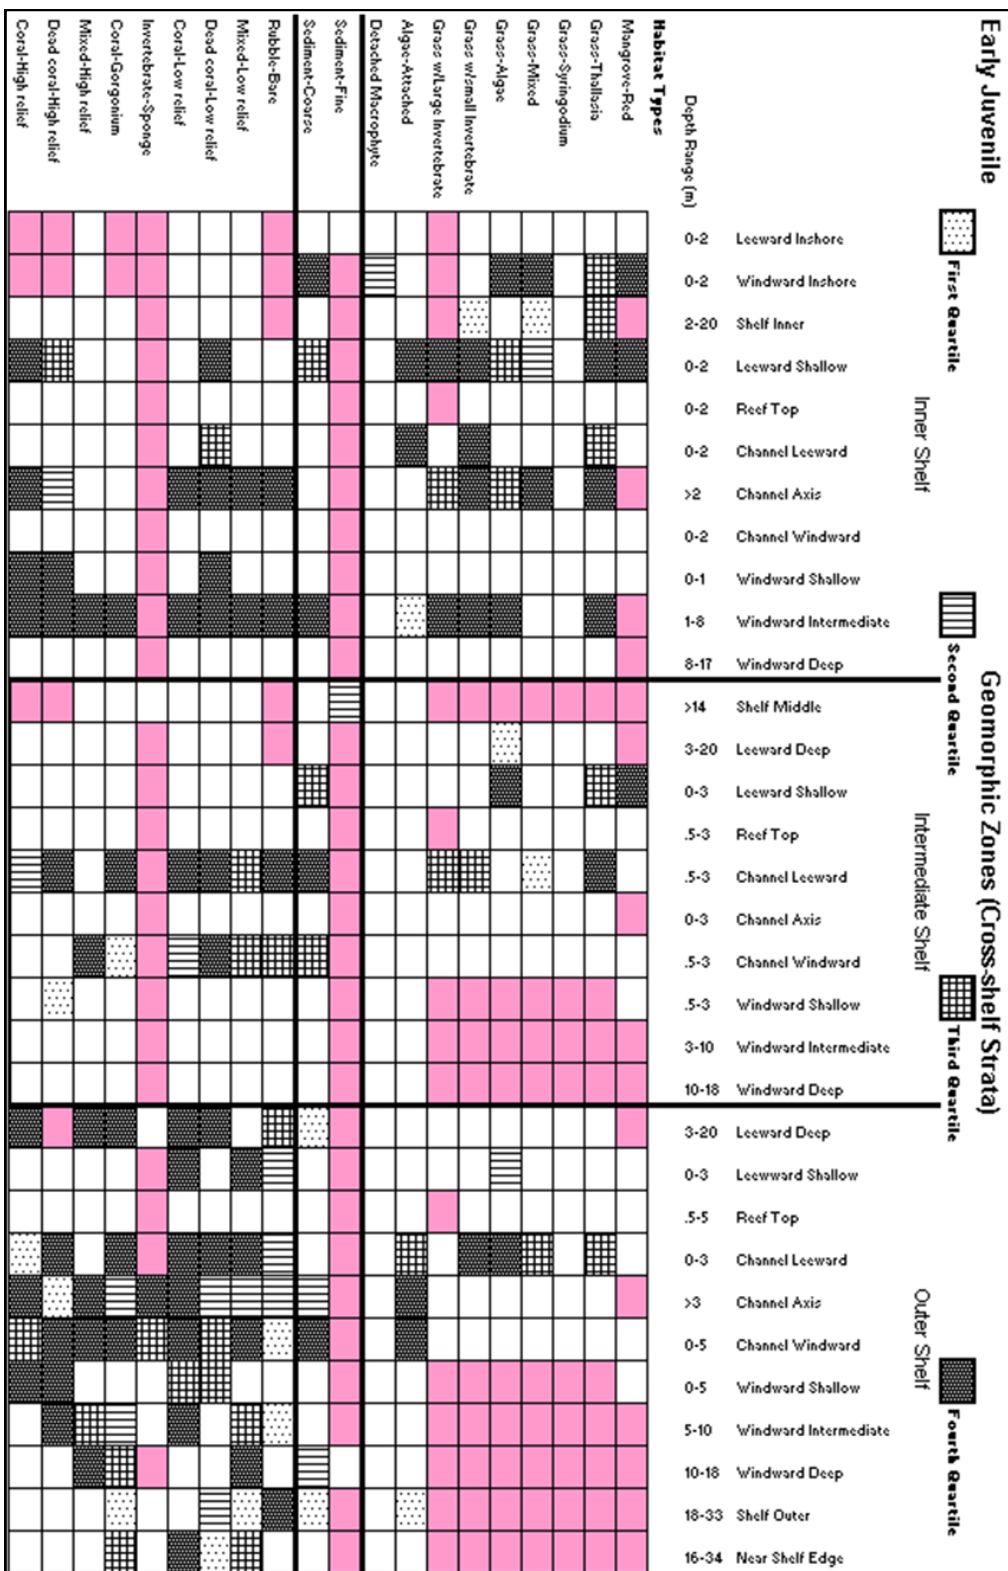 Early Juvenile
Geomorphic Zones (Cross-shelf Strata)
First Quartile
Second Quartile
Third Quartile
Fourth Quartile
Inner Shelf
Intermediate Shelf
Outer Shelf
Leeward Inshore
Windward Inshore
Shelf Inner
Leeward Shallow
Reef Top
Channel Leeward
Channel Axis
Channel Windward
Windward Shallow
Windward Intermediate
Windward Deep
Shelf Middle
Leeward Deep
Leeward Shallow
Reef Top
Channel Leeward
Channel Axis
Channel Windward
Windward Shallow
Windward Intermediate
Windward Deep
Leeward Deep
Leewward Shallow
Reef Top
Channel Leeward
Channel Axis
Channel Windward
Windward Shallow
Windward Intermediate
Windward Deep
Shelf Outer
Near Shelf Edge
Depth Range (m)
0-2
0-2
2-20
0-2
0-2
0-2
>2
0-2
0-1
1-8
8-17
>14
3-20
0-3
.5-3
.5-3
0-3
.5-3
.5-3
3-10
10-18
3-20
0-3
.5-5
0-3
>3
0-5
0-5
5-10
10-18
18-33
16-34
Habitat Types
Mangrove-Red
Grass-Thallasia
Grass-Syringodium
Grass-Mixed
Grass-Algae
Grass w/small Invertebrate
Grass w/Large Invertebrate
Algae-Attached
Detached Macrophyte
Sediment-Fine
Sediment-Coarse
Rubble-Bare
Mixed-Low relief
Dead coral-Low relief
Coral-Low relief
Invertebrate-Sponge
Coral-Gorgonium
Mixed-High relief
Dead coral-High relief
Coral-High relief